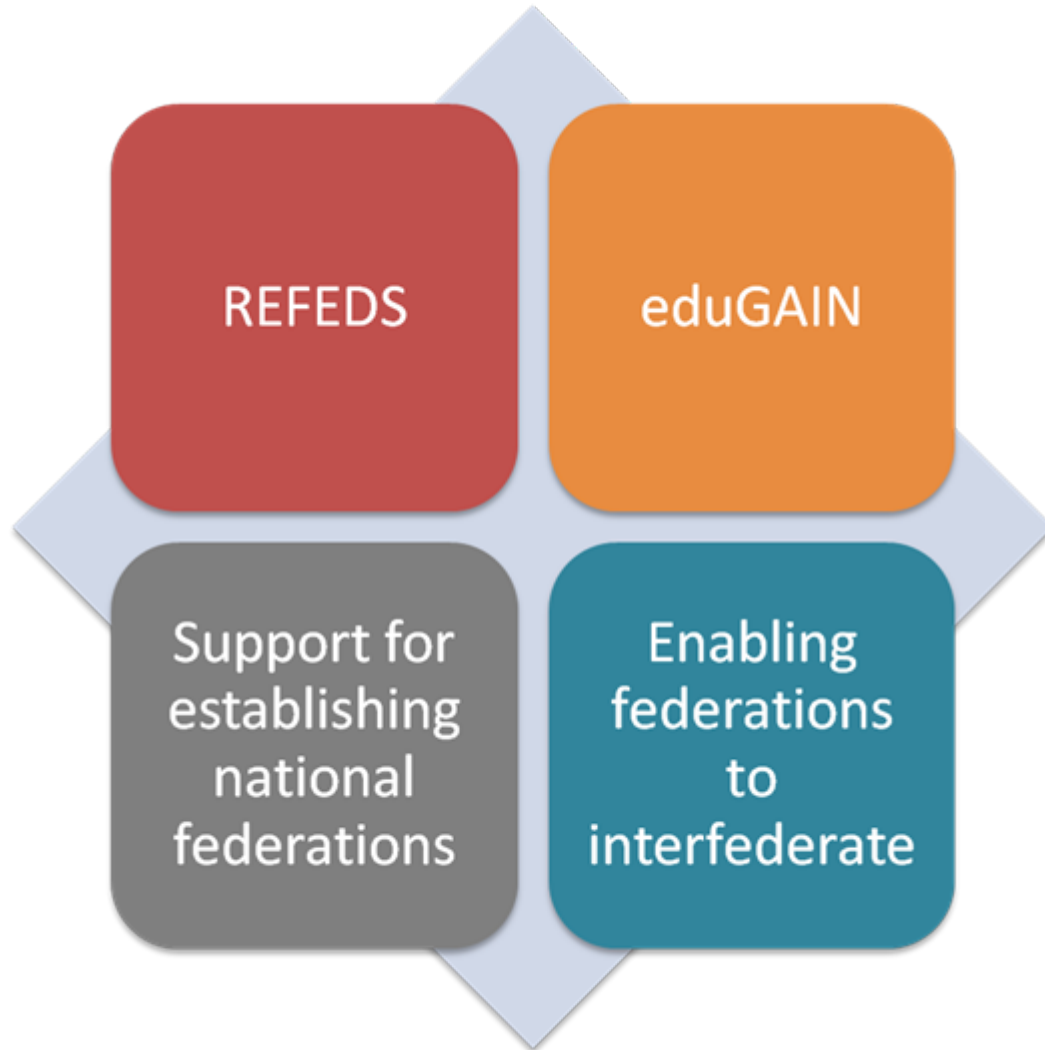 REFEDS
eduGAIN
Support for
establishing
national
federations
Enabling
federations
to
interfederate